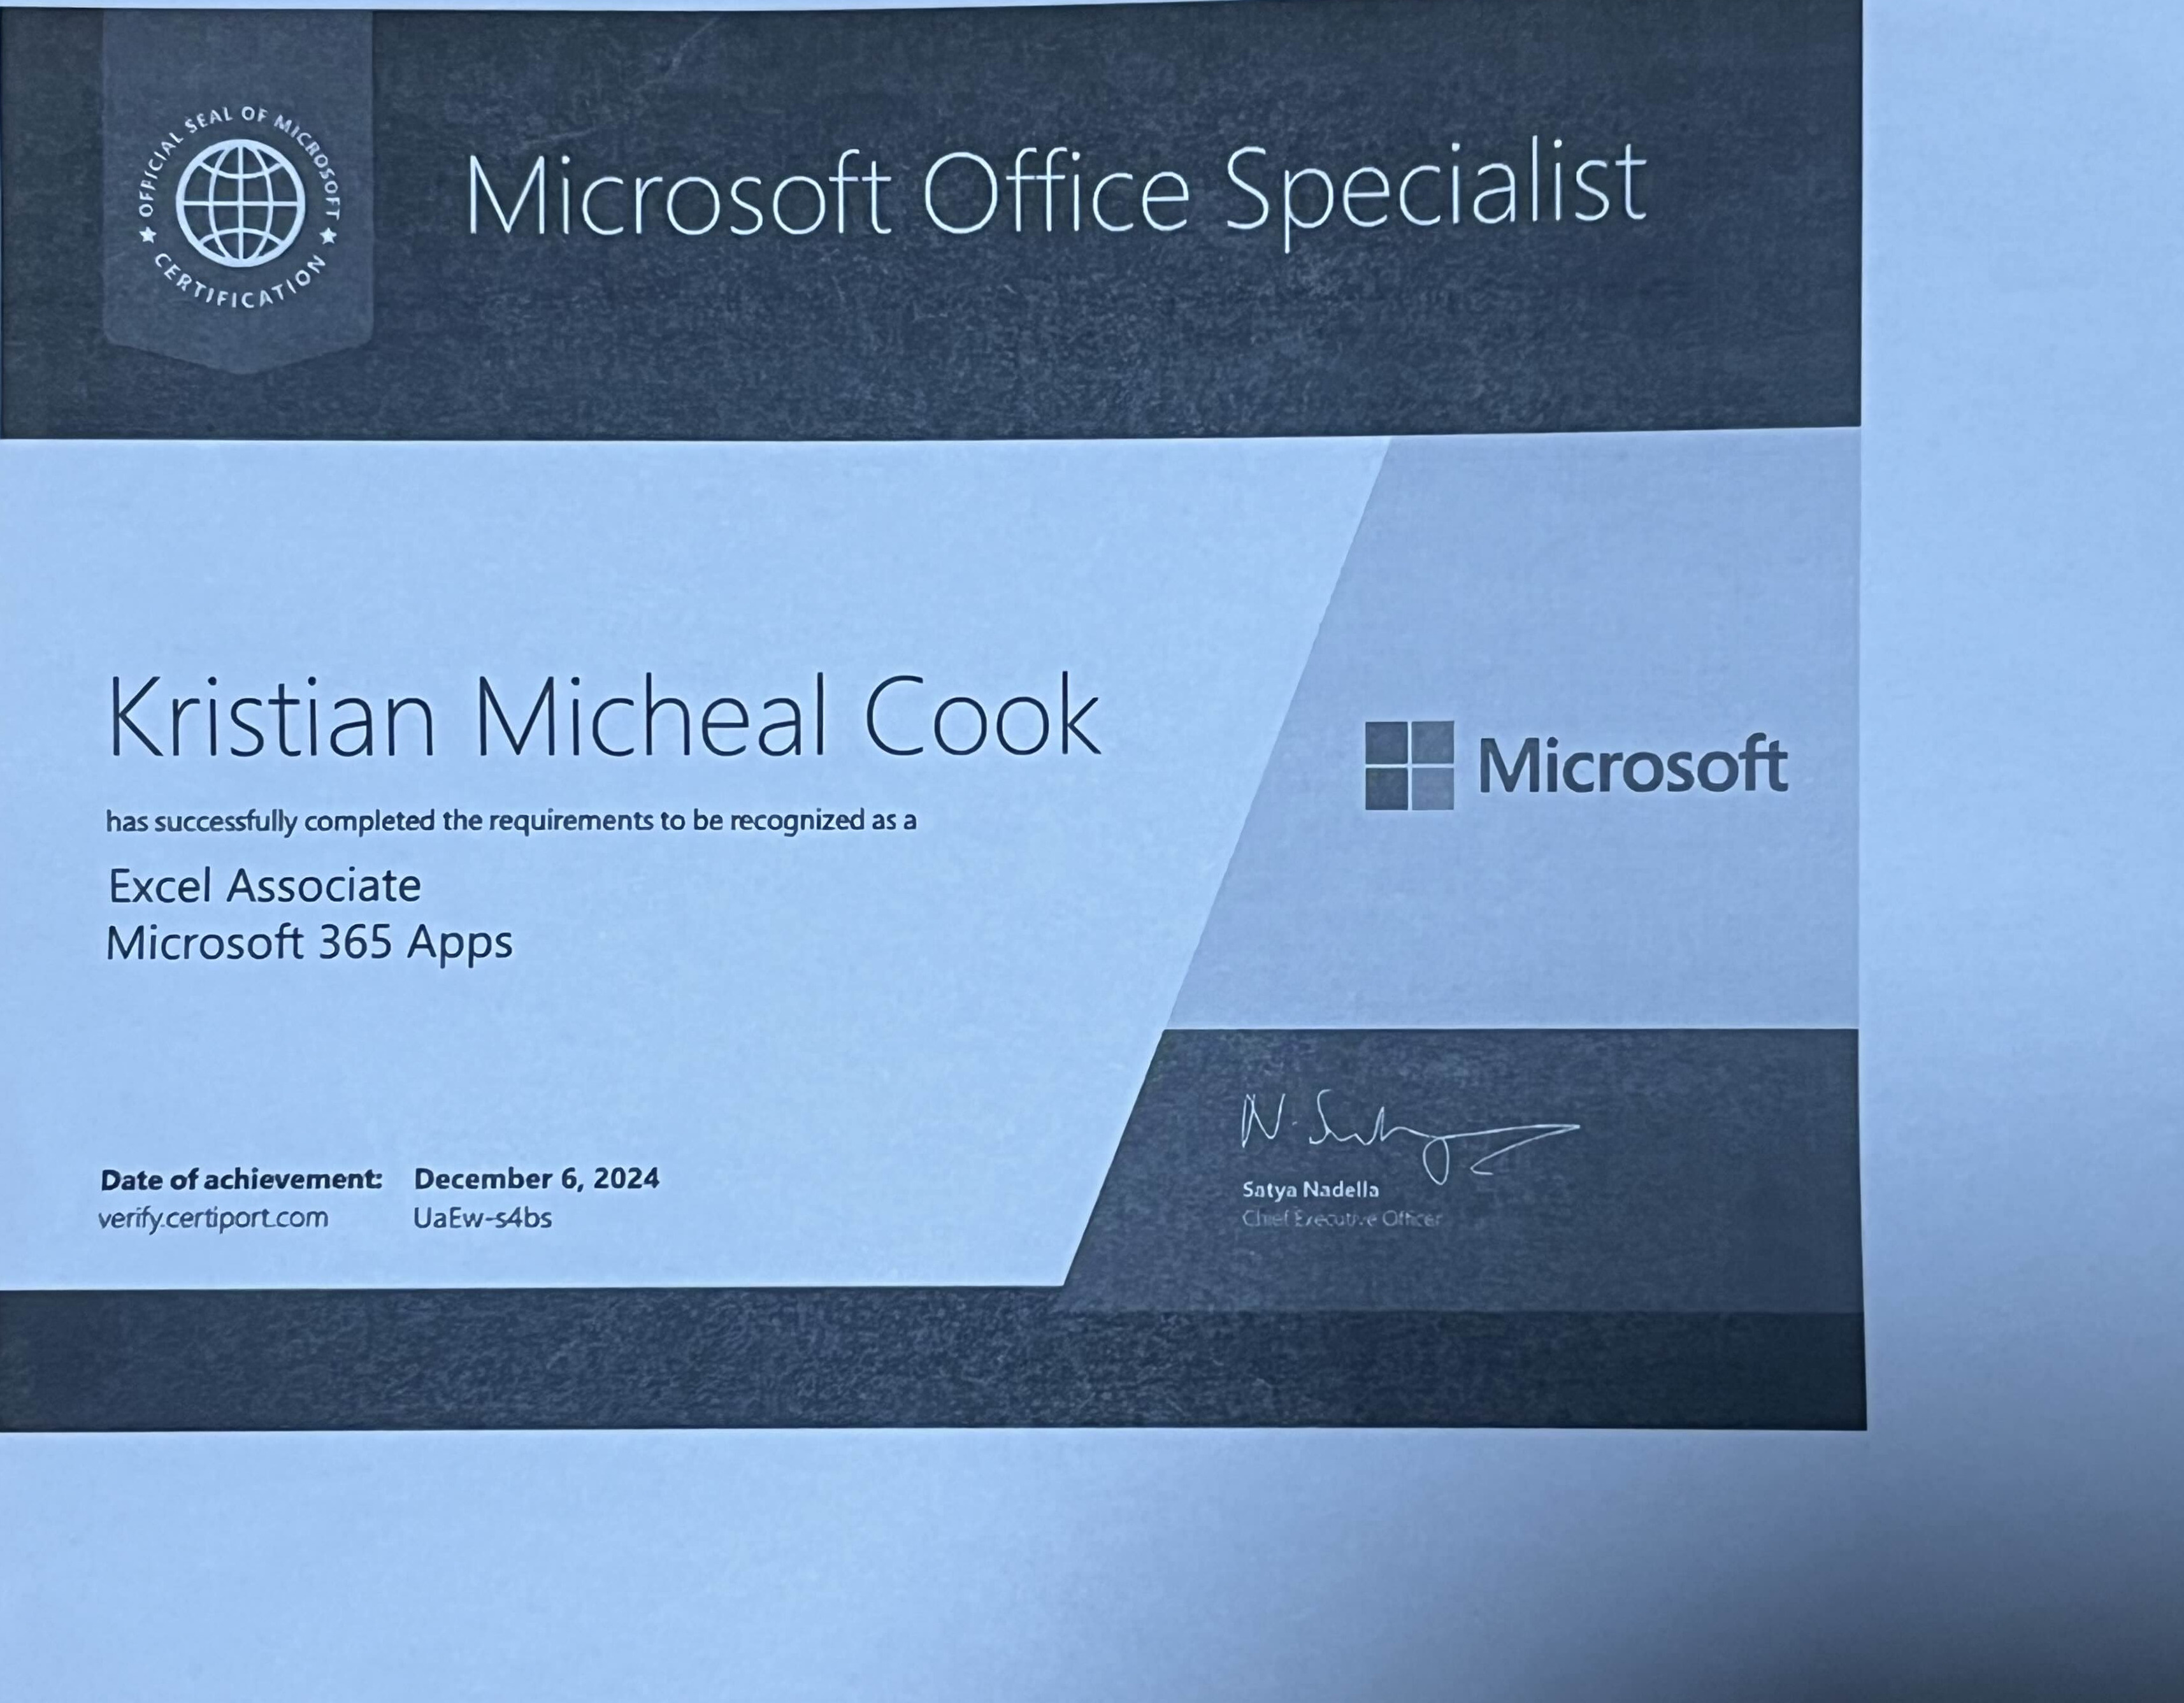 OFFICIAL SEAL OF MICROSOFT
CERTIFICATION
Microsoft Office Specialist
Kristian Micheal Cook
has successfully completed the requirements to be recognized as a
Excel Associate
Microsoft 365 Apps
Microsoft
Date of achievement: December 6, 2024
verify.certiport.com UaEw-s4bs
N. Satya
Satya Nadella
Chief Executive Officer